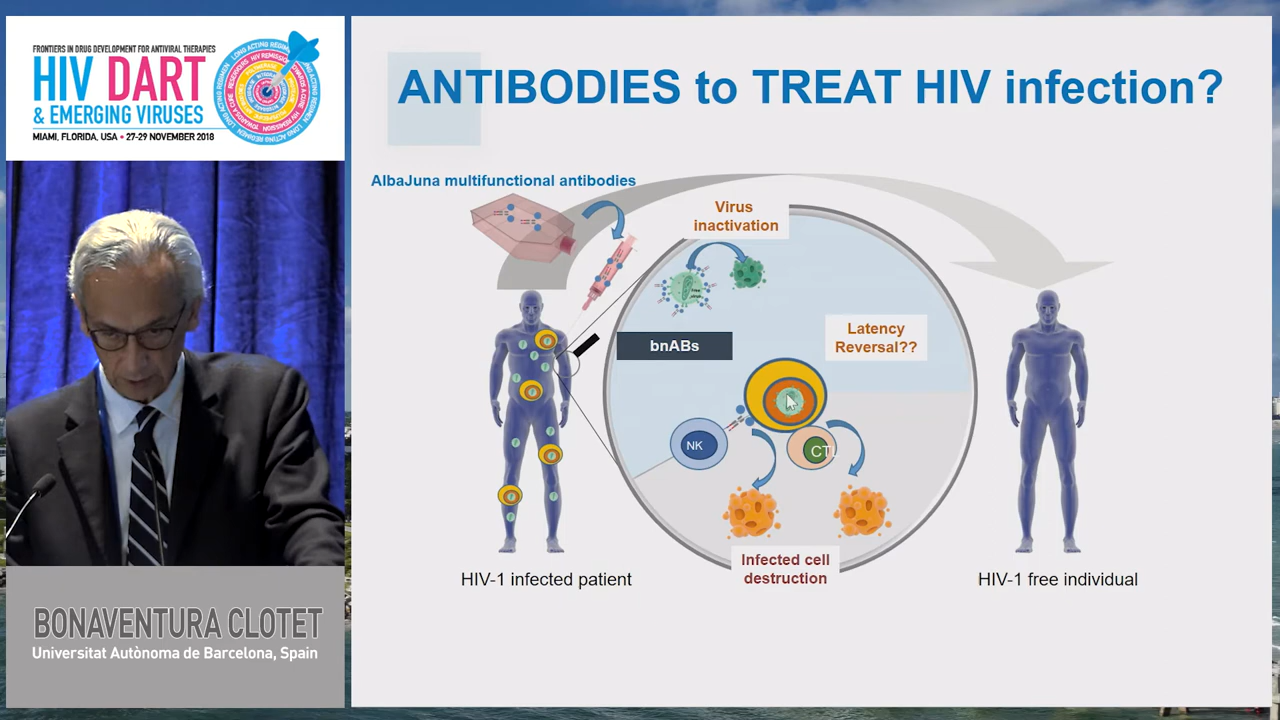 FRONTIERS IN DRUG DEVELOPMENT FOR ANTIVIRAL THERAPIES
HIV DART
& EMERGING VIRUSES
MIAMI, FLORIDA, USA • 27-29 NOVEMBER 2018
ANTIBODIES to TREAT HIV infection?
AlbaJuna multifunctional antibodies
Virus
inactivation
bnABs
Latency
Reversal??
NK
CTL
Infected cell
destruction
HIV-1 infected patient
HIV-1 free individual
BONAVENTURA CLOTET
Universitat Autònoma de Barcelona, Spain